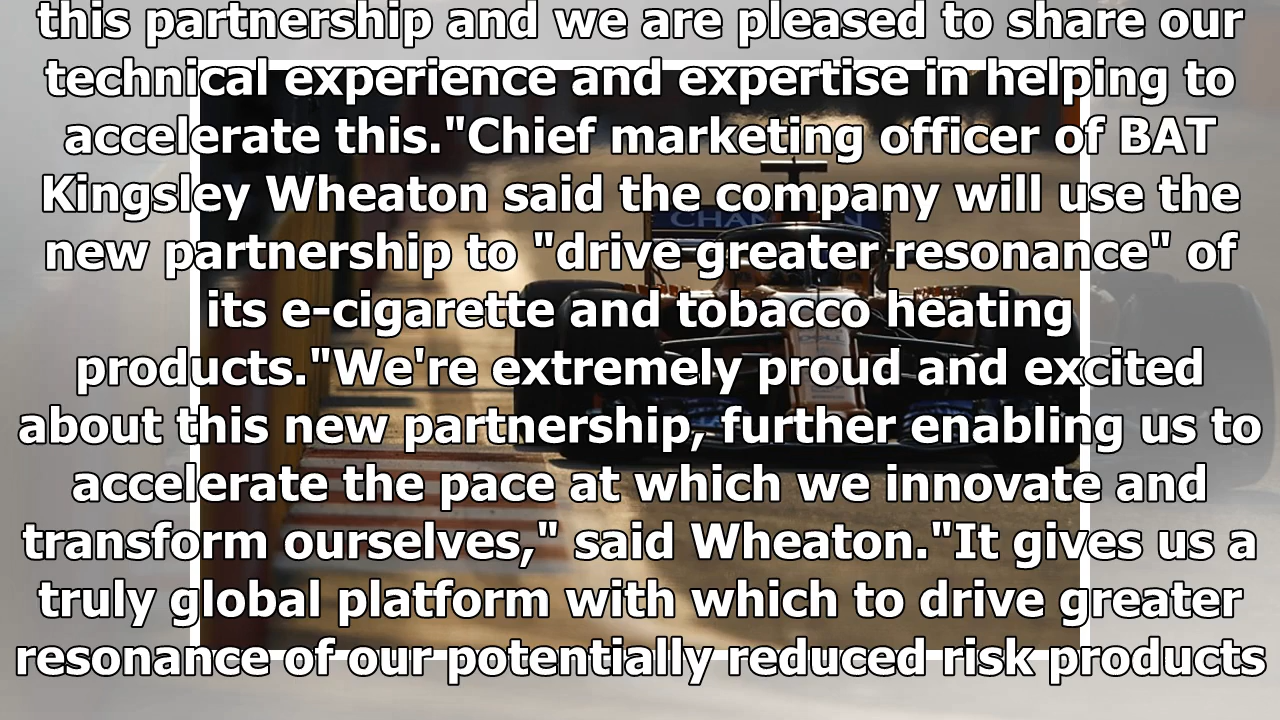 this partnership and we are pleased to share our
technical experience and expertise in helping to
accelerate this."Chief marketing officer of BAT
Kingsley Wheaton said the company will use the
new partnership to "drive greater resonance" of
its e-cigarette and tobacco heating
products."We're extremely proud and excited
about this new partnership, further enabling us to
accelerate the pace at which we innovate and
transform ourselves," said Wheaton."It gives us a
truly global platform with which to drive greater
resonance of our potentially reduced risk products